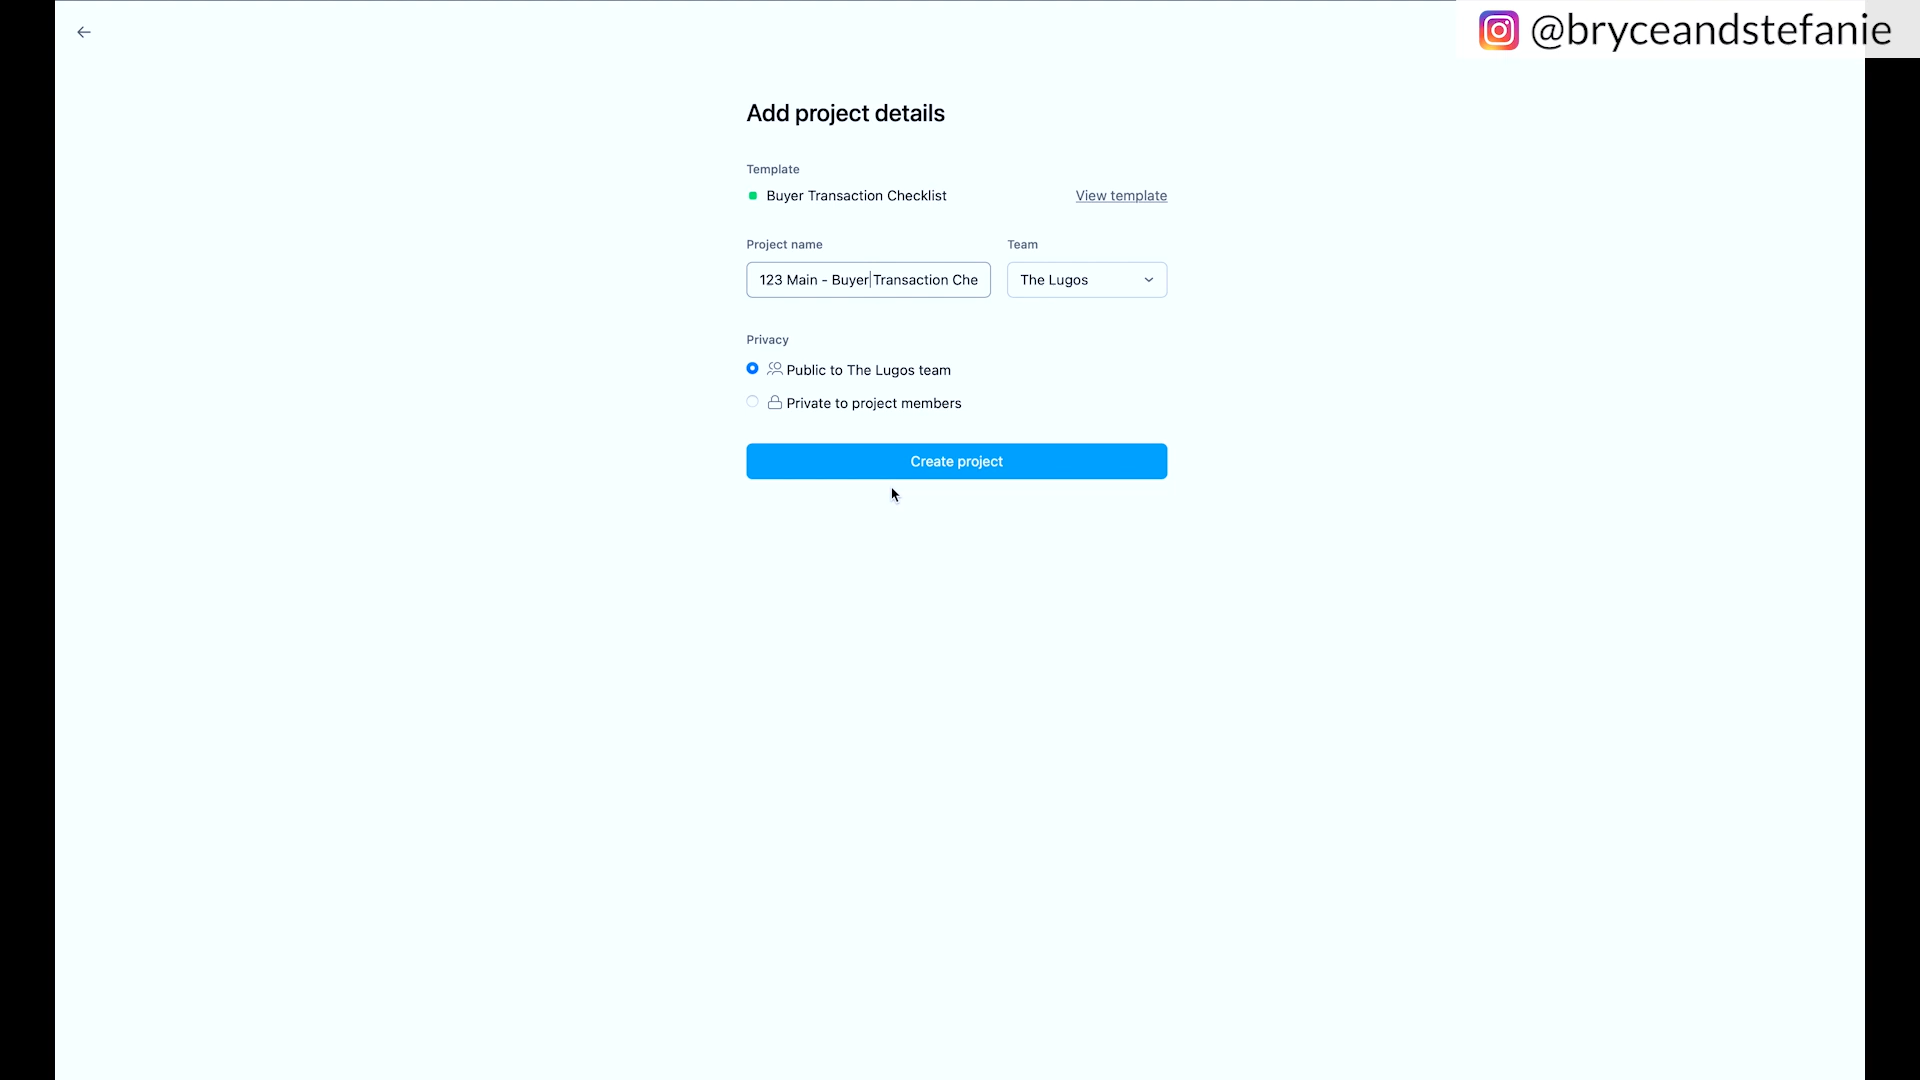 @bryceandstefanie
Add project details
Template
Buyer Transaction Checklist
View template
Project name
Team
123 Main - Buyer Transaction Che
The Lugos
Privacy
Public to The Lugos team
Private to project members
Create project